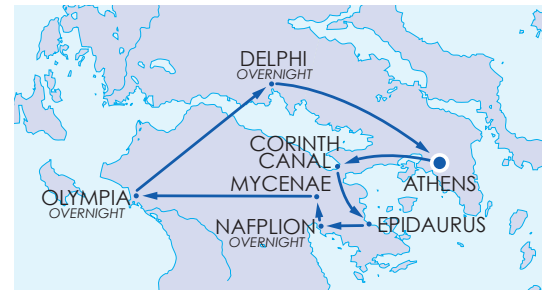 DELPHI
OVERNIGHT
CORINTH
CANAL
ATHENS
MYCENAE
OLYMPIA
OVERNIGHT
NAFPLION
OVERNIGHT
EPIDAURUS